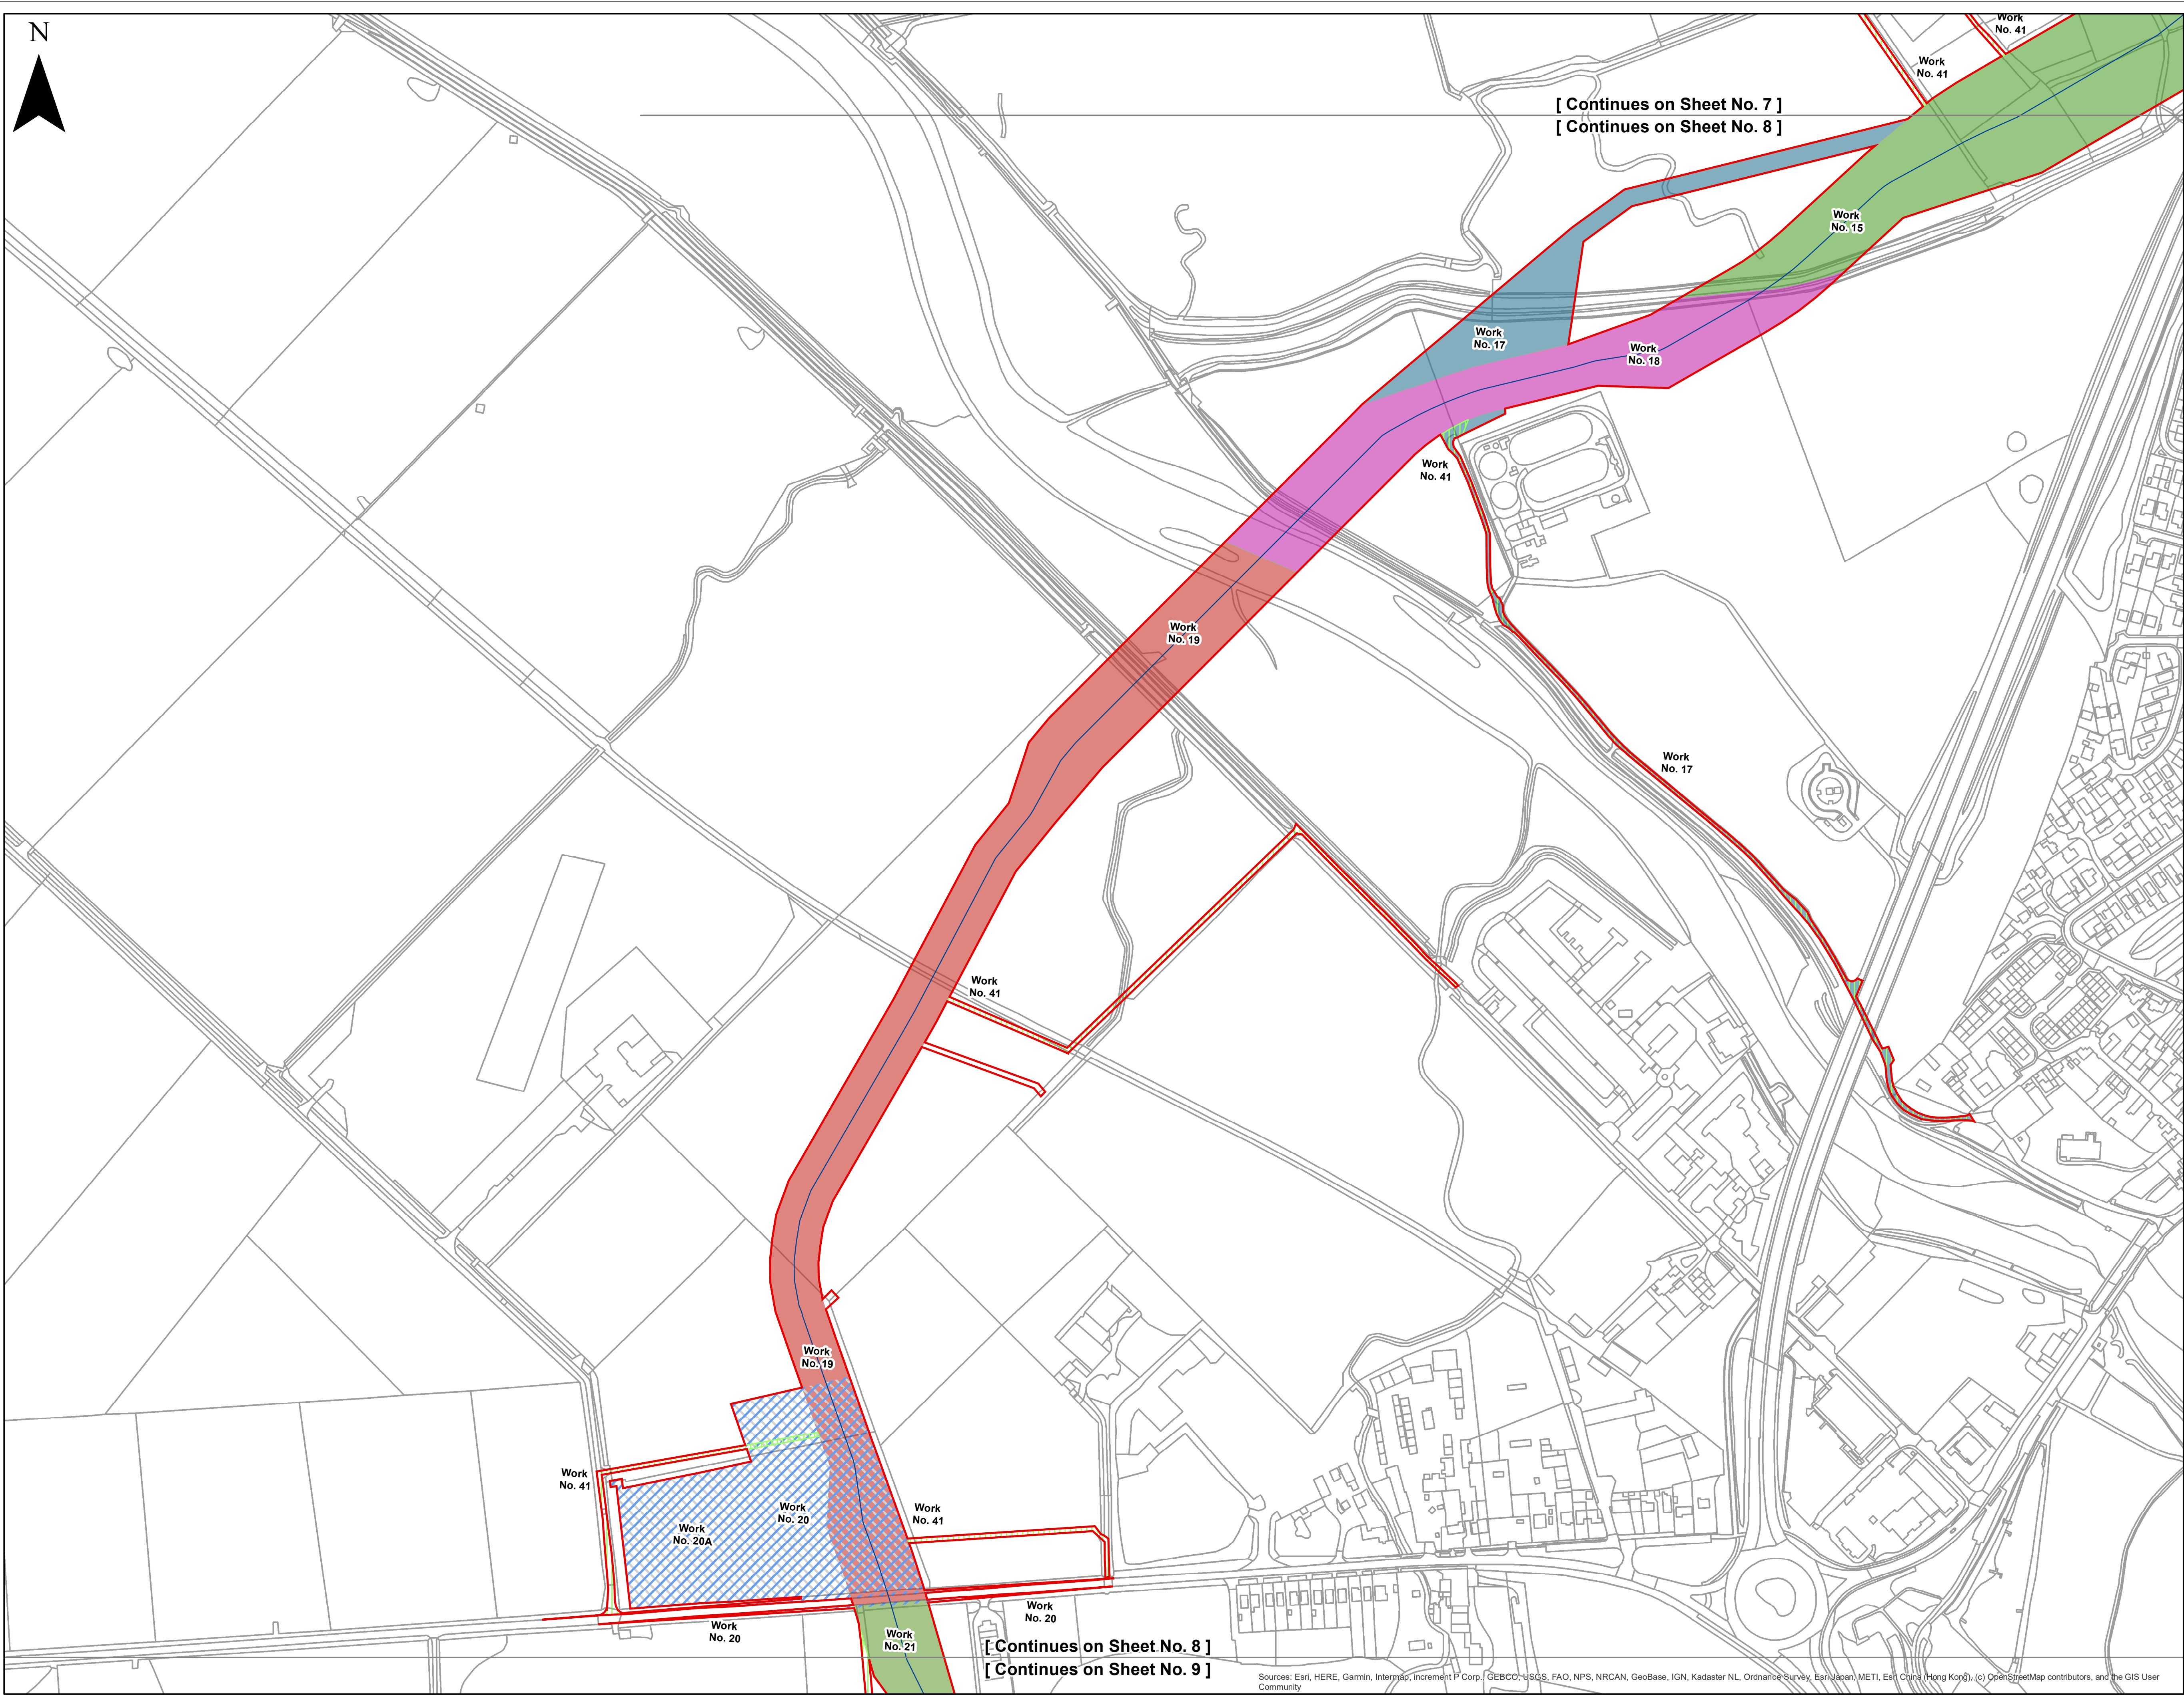 N
Work
No. 41
Work
No. 41
[ Continues on Sheet No. 7 ]
[ Continues on Sheet No. 8 ]
Work
No. 15
Work
No. 17
Work
No. 18
Work
No. 41
Work
No. 19
Work
No. 17
Work
No. 41
Work
No. 19
Work
No. 41
Work
No. 20
Work
No. 41
Work
No. 20A
Work
No. 20
Work
No. 20
Work
No. 21
[ Continues on Sheet No. 8 ]
[ Continues on Sheet No. 9 ]
Sources: Esri, HERE, Garmin, Intermap, increment P Corp., GEBCO, USGS, FAO, NPS, NRCAN, GeoBase, IGN, Kadaster NL, Ordnance Survey, Esri Japan, METI, Esri China (Hong Kong), (c) OpenStreetMap contributors, and the GIS User
Community